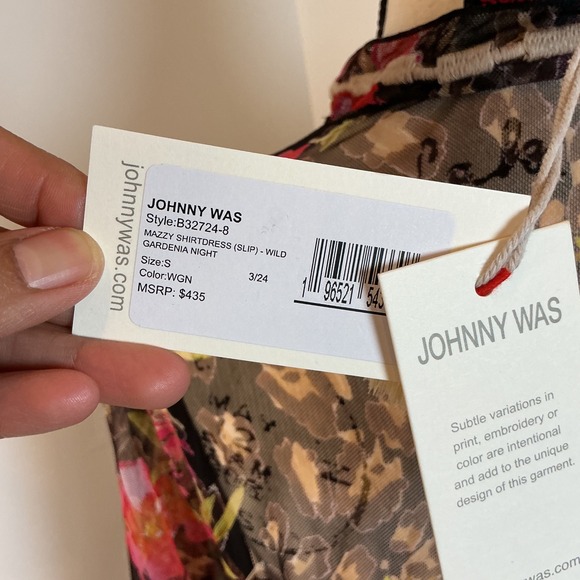 johnnywas.com
JOHNNY WAS
Style:B32724-8
MAZZY SHIRTDRESS (SLIP) - WILD
GARDENIA NIGHT
Size:S 3/24
Color:WGN
MSRP: $435
1 96521
JOHNNY WAS
Subtle variations in
print, embroidery or
color are intentional
and add to the unique
design of this garment.
was.com